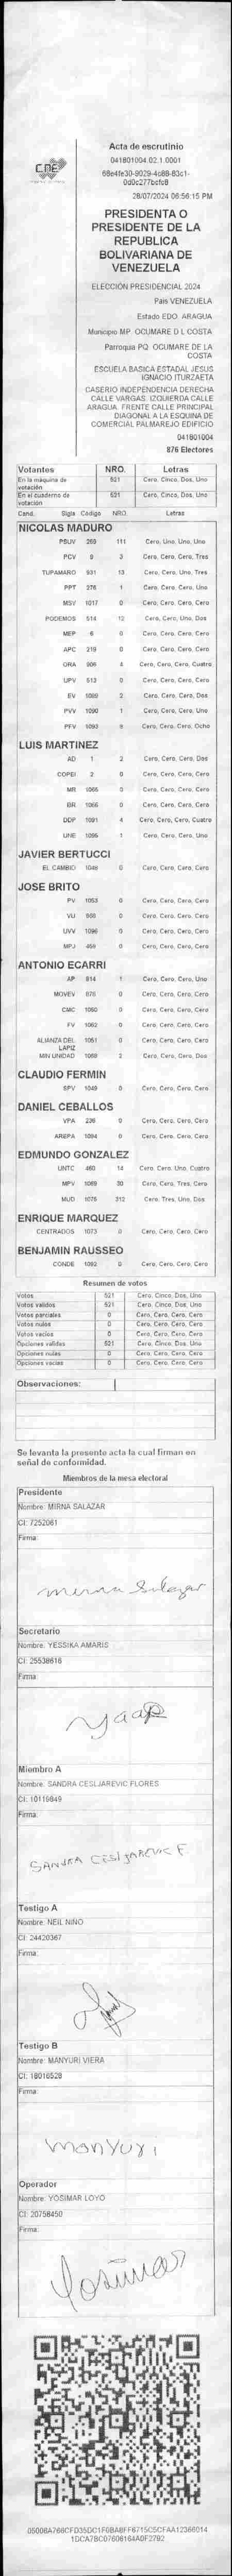 CNE
Acta de escrutinio
041801004.02.1.0001
28/07/2024 06:56:15 PM
PRESIDENTA O
PRESIDENTE DE LA
REPUBLICA
BOLIVARIANA DE
VENEZUELA
ELECCIÓN PRESIDENCIAL 2024
Pais VENEZUELA
Estado EDO. ARAGUA
Municipio MP. OCUMARE D L COSTA
Parroquia PQ. OCUMARE DE LA
COSTA
ESCUELA BASICA ESTADAL JESUS
IGNACIO ITURZAETA
CASERIO INDEPENDENCIA DERECHA
CALLE VARGAS. IZQUIERDA CALLE
ARAGUA. FRENTE CALLE PRINCIPAL
DIAGONAL A LA ESQUINA DE
COMERCIAL PALMAREJO EDIFICIO
041801004
876 Electores
Votantes NRO. Letras
En la máquina de
votación 521 Cero, Cinco, Dos, Uno
En el cuaderno de
votación 521 Cero, Cinco, Dos, Uno
Cand. Sigla Código NRO. Letras
NICOLAS MADURO
PSUV 269 111 Cero, Uno, Uno, Uno
PCV 9 3 Cero, Cero, Cero, Tres
TUPAMARO 931 13 Cero, Cero, Uno, Tres
PPT 276 1 Cero, Cero, Cero, Uno
MSV 1017 0 Cero, Cero, Cero, Cero
PODEMOS 514 12 Cero, Cero, Uno, Dos
MEP 6 0 Cero, Cero, Cero, Cero
APC 219 0 Cero, Cero, Cero, Cero
ORA 906 4 Cero, Cero, Cero, Cuatro
UPV 513 0 Cero, Cero, Cero, Cero
EV 1089 2 Cero, Cero, Cero, Dos
PVV 1090 1 Cero, Cero, Cero, Uno
PFV 1093 8 Cero, Cero, Cero, Ocho
LUIS MARTINEZ
AD 1 2 Cero, Cero, Cero, Dos
COPEI 2 0 Cero, Cero, Cero, Cero
MR 1065 0 Cero, Cero, Cero, Cero
BR 1066 0 Cero, Cero, Cero, Cero
DDP 1091 4 Cero, Cero, Cero, Cuatro
UNE 1095 1 Cero, Cero, Cero, Uno
JAVIER BERTUCCI
EL CAMBIO 1048 0 Cero, Cero, Cero, Cero
JOSE BRITO
PV 1053 0 Cero, Cero, Cero, Cero
VU 0 Cero, Cero, Cero, Cero
UVV 1096 0 Cero, Cero, Cero, Cero
MPJ 459 0 Cero, Cero, Cero, Cero
ANTONIO ECARRI
AP 814 1 Cero, Cero, Cero, Uno
MOVEV 876 0 Cero, Cero, Cero, Cero
CMC 1060 0 Cero, Cero, Cero, Cero
FV 1062 0 Cero, Cero, Cero, Cero
ALIANZA DEL
LAPIZ 1061 0 Cero, Cero, Cero, Cero
MIN UNIDAD 1069 2 Cero, Cero, Cero, Dos
CLAUDIO FERMIN
SPV 1049 0 Cero, Cero, Cero, Cero
DANIEL CEBALLOS
VPA 236 0 Cero, Cero, Cero, Cero
AREPA 1094 0 Cero, Cero, Cero, Cero
EDMUNDO GONZALEZ
UNTC 460 14 Cero, Cero, Uno, Cuatro
MPV 1069 30 Cero, Cero, Tres, Cero
MUD 1076 312 Cero, Tres, Uno, Dos
ENRIQUE MARQUEZ
CENTRADOS 1073 0 Cero, Cero, Cero, Cero
BENJAMIN RAUSSEO
CONDE 1092 0 Cero, Cero, Cero, Cero
Resumen de votos
Votos 521 Cero, Cinco, Dos, Uno
Votos validos 521 Cero, Cinco, Dos, Uno
Votos parciales 0 Cero, Cero, Cero, Cero
Votos nulos 0 Cero, Cero, Cero, Cero
Votos vacios 0 Cero, Cero, Cero, Cero
Opciones validas 521 Cero, Cinco, Dos, Uno
Opciones nulas 0 Cero, Cero, Cero, Cero
Opciones vacias 0 Cero, Cero, Cero, Cero
Observaciones:
Se levanta la presente acta la cual firman en
señal de conformidad.
Miembros de la mesa electoral
Presidente
Nombre: MIRNA SALAZAR
CI: 7252061
Firma:
Mirna Salazar
Secretario
Nombre: YESSIKA AMARIS
CI: 25538616
Firma:
Miembro A
Nombre: SANDRA CESLJAREVIC FLORES
CI: 10119849
Firma:
SANDRA CESLJAREVIC F
Testigo A
Nombre: NEIL NIÑO
CI: 24420367
Firma:
Testigo B
Nombre: MANYURI VIERA
CI: 18016528
Firma:
Manyuri
Operador
Nombre: YOSIMAR LOYO
CI: 20758450
Firma:
Yosimar